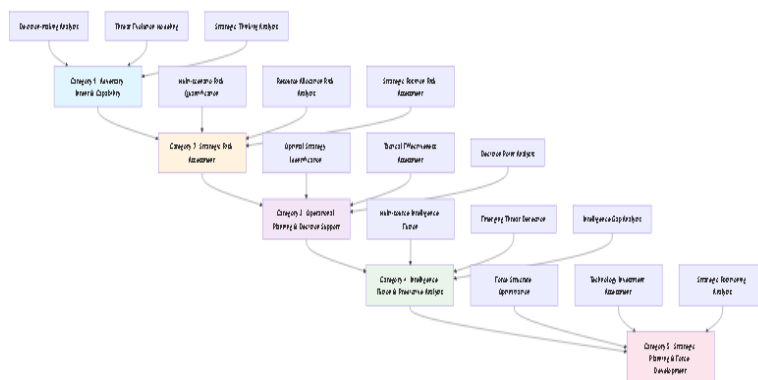 Decision-making Analysis
Threat Evolution Modeling
Strategic Thinking Analysis
Category 1: Adversary
Intent & Capability
Multi-scenario Risk
Quantification
Resource Allocation Risk
Analysis
Strategic Position Risk
Assessment
Category 2: Strategic Risk
Assessment
Optimal Strategy
Identification
Tactical Effectiveness
Assessment
Decision Point Analysis
Category 3: Operational
Planning & Decision Support
Multi-source Intelligence
Fusion
Emerging Threat Detection
Intelligence Gap Analysis
Category 4: Intelligence
Fusion & Predictive Analysis
Force Structure
Optimization
Technology Investment
Assessment
Strategic Positioning
Analysis
Category 5: Strategic
Planning & Force
Development